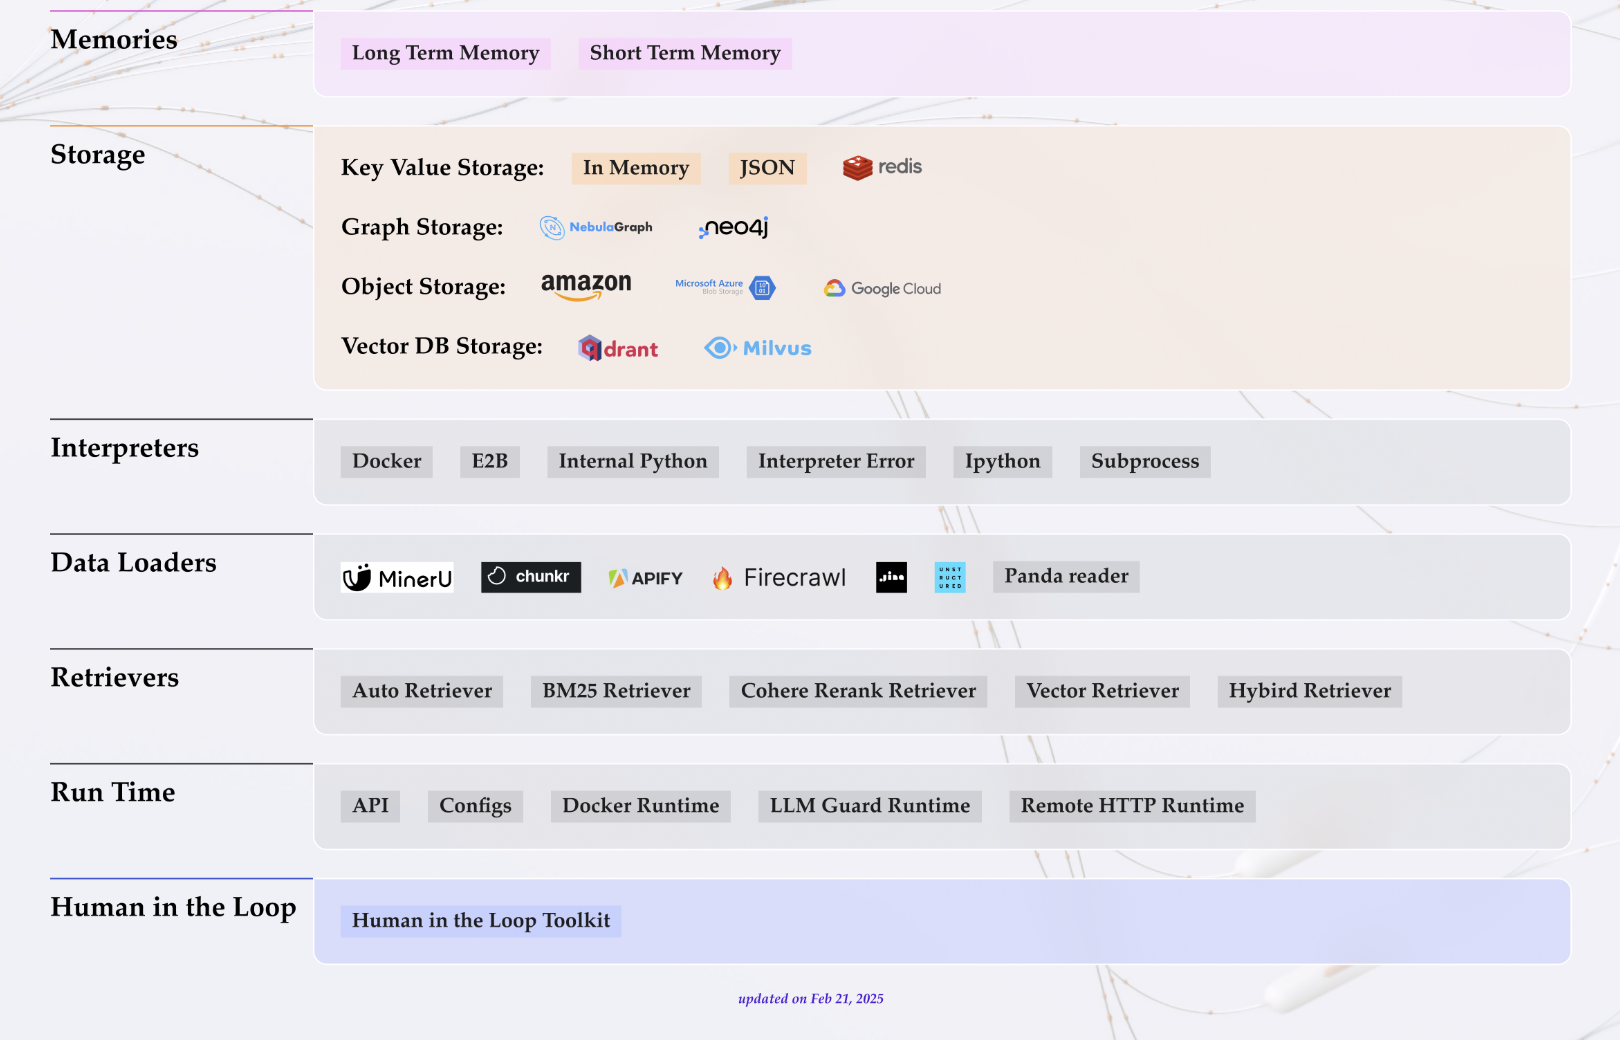 Memories
Long Term Memory Short Term Memory
Storage
Key Value Storage: In Memory JSON redis
Graph Storage: NebulaGraph neo4j
Object Storage: amazon Microsoft Azure Blob Storage Google Cloud
Vector DB Storage: qdrant Milvus
Interpreters
Docker E2B Internal Python Interpreter Error Ipython Subprocess
Data Loaders
MinerU chunkr APIFY Firecrawl Jina UNSTRUCTURED Panda reader
Retrievers
Auto Retriever BM25 Retriever Cohere Rerank Retriever Vector Retriever Hybird Retriever
Run Time
API Configs Docker Runtime LLM Guard Runtime Remote HTTP Runtime
Human in the Loop
Human in the Loop Toolkit
updated on Feb 21, 2025